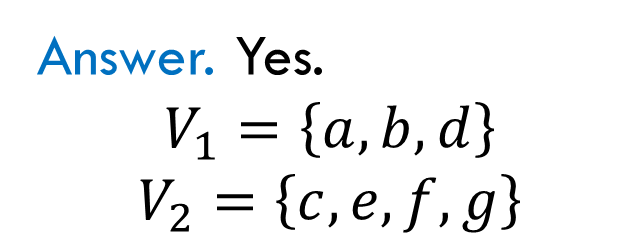 Answer. Yes.
V₁ = {a, b, d}
V₂ = {c, e, f, g}